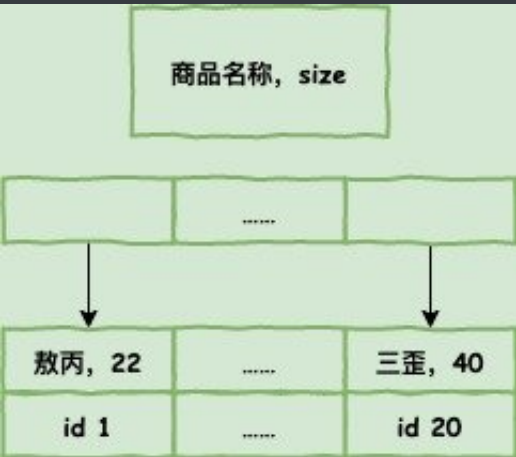 商品名称，size
......
敖丙，22 ...... 三歪，40
id 1 ...... id 20